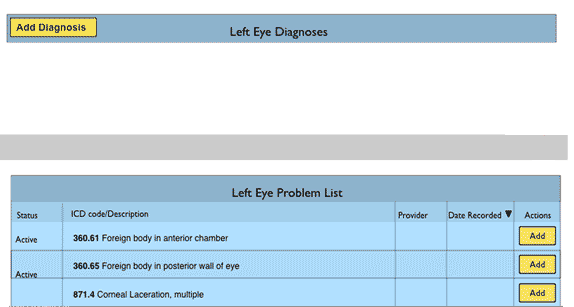 Add Diagnosis
Left Eye Diagnoses
Left Eye Problem List
Status ICD code/Description Provider Date Recorded ▼ Actions
Active 360.61 Foreign body in anterior chamber Add
Active 360.65 Foreign body in posterior wall of eye Add
871.4 Corneal Laceration, multiple Add